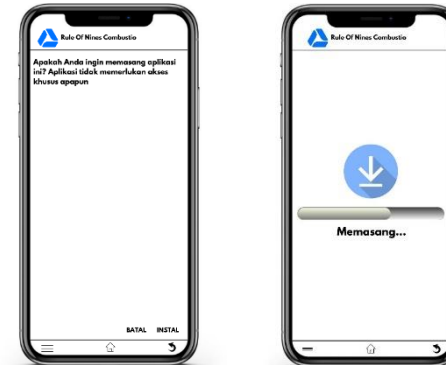 Rule Of Nines Combustio
Apakah Anda ingin memasang aplikasi
ini? Aplikasi tidak memerlukan akses
khusus apapun
BATAL INSTAL
Rule Of Nines Combustio
Memasang...